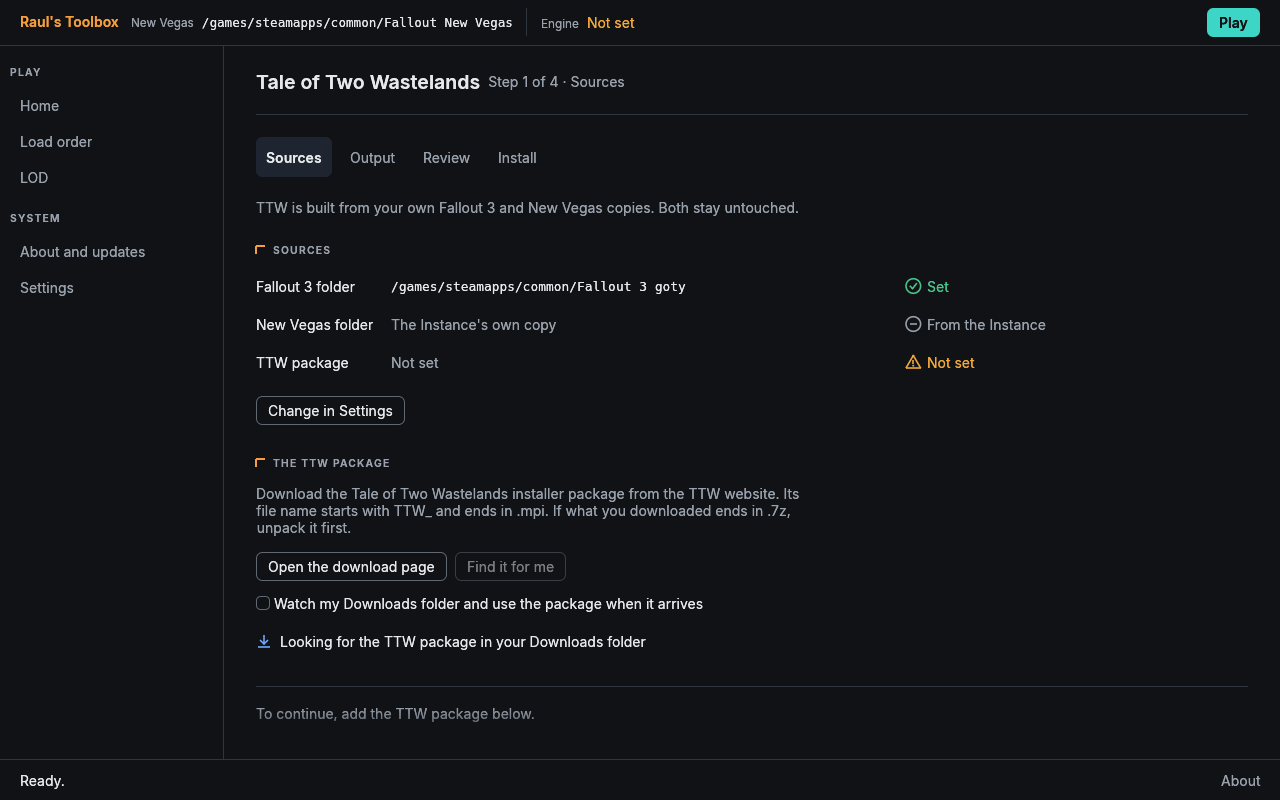 Raul's Toolbox New Vegas /games/steamapps/common/Fallout New Vegas Engine Not set Play
PLAY
Home
Load order
LOD
SYSTEM
About and updates
Settings
Tale of Two Wastelands Step 1 of 4 · Sources
Sources Output Review Install
TTW is built from your own Fallout 3 and New Vegas copies. Both stay untouched.
SOURCES
Fallout 3 folder /games/steamapps/common/Fallout 3 goty Set
New Vegas folder The Instance's own copy From the Instance
TTW package Not set Not set
Change in Settings
THE TTW PACKAGE
Download the Tale of Two Wastelands installer package from the TTW website. Its
file name starts with TTW_ and ends in .mpi. If what you downloaded ends in .7z,
unpack it first.
Open the download page Find it for me
Watch my Downloads folder and use the package when it arrives
Looking for the TTW package in your Downloads folder
To continue, add the TTW package below.
Ready. About